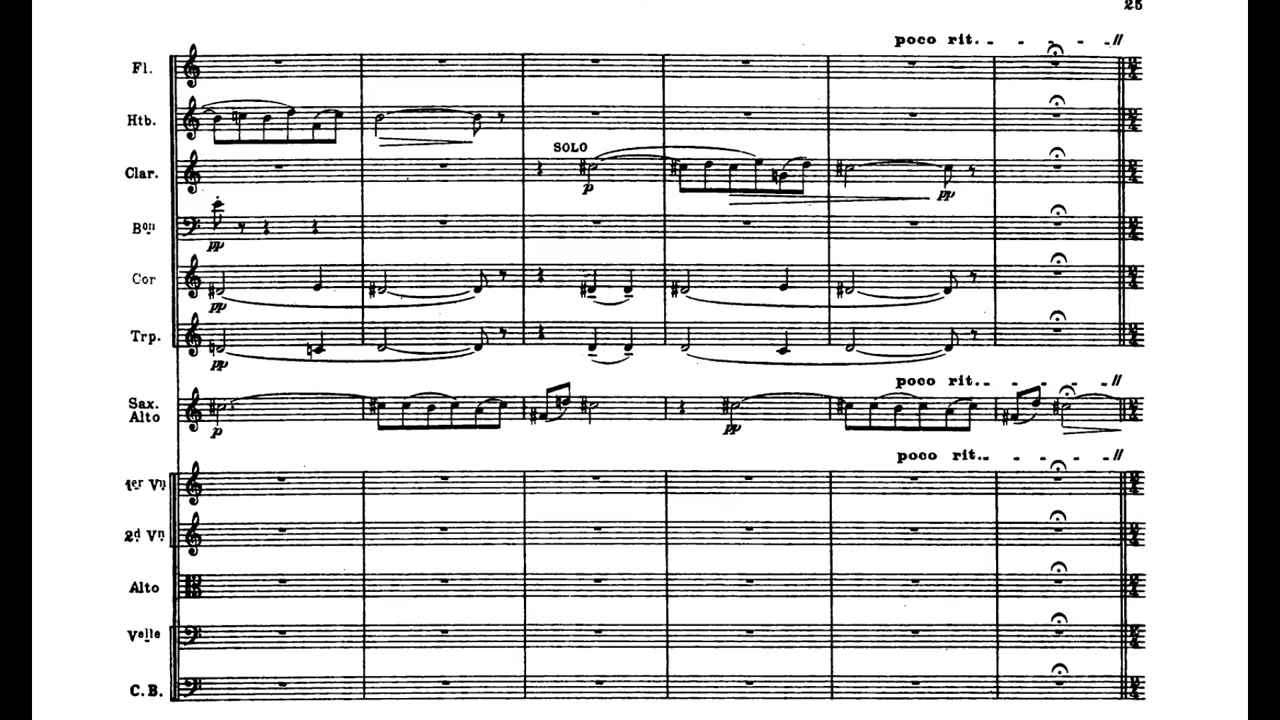 25
poco rit. _ _ _ _ //
Fl.
Htb.
SOLO
Clar.
p
pp
Bon
pp
Cor
pp
Trp.
pp
poco rit. _ _ _ _ //
Sax.
Alto
p
pp
poco rit. _ _ _ _ //
1er Vn
2d Vn
Alto
Velle
C.B.